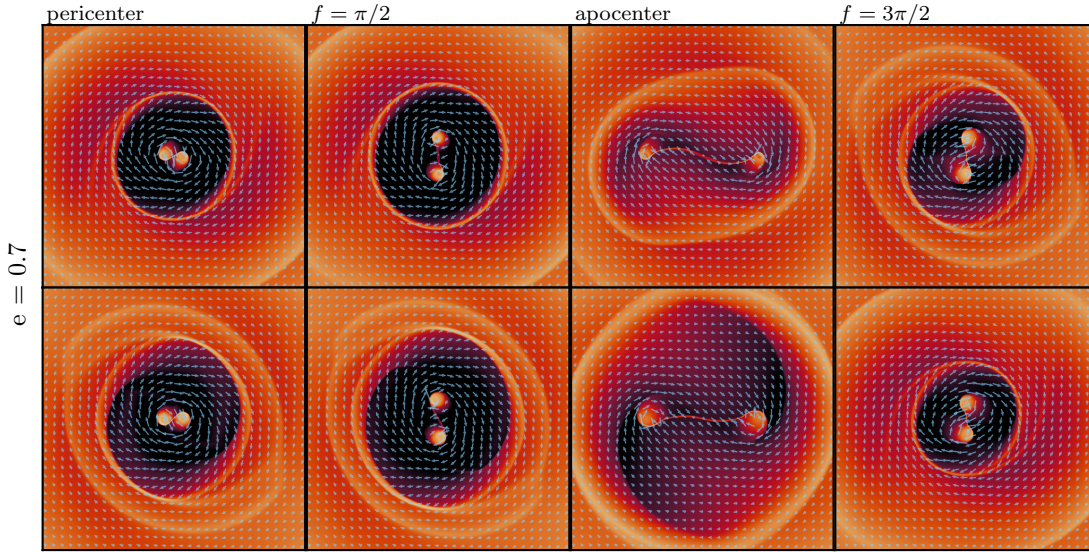 pericenter
f = π/2
apocenter
f = 3π/2
e = 0.7